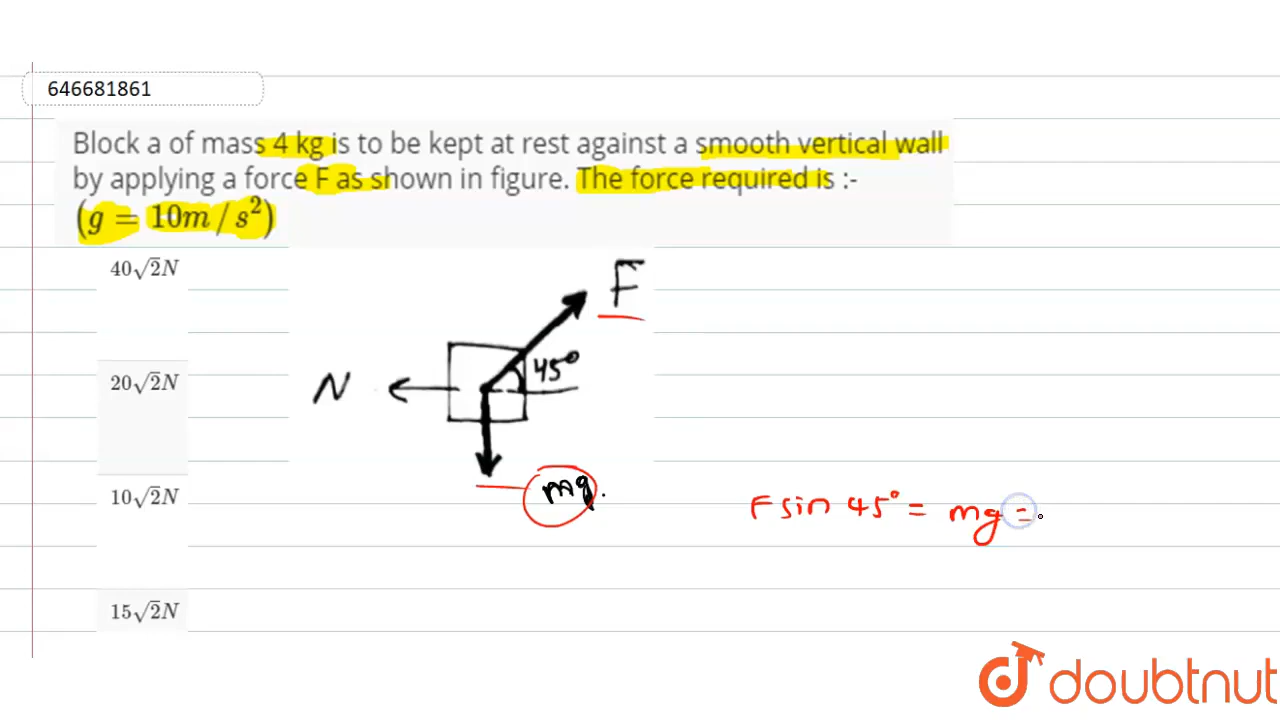 646681861
Block a of mass 4 kg is to be kept at rest against a smooth vertical wall
by applying a force F as shown in figure. The force required is :-
(g = 10m/s²)
40√2N
20√2N
10√2N
15√2N
F
45°
N
mg.
F sin 45° = mg =
doubtnut